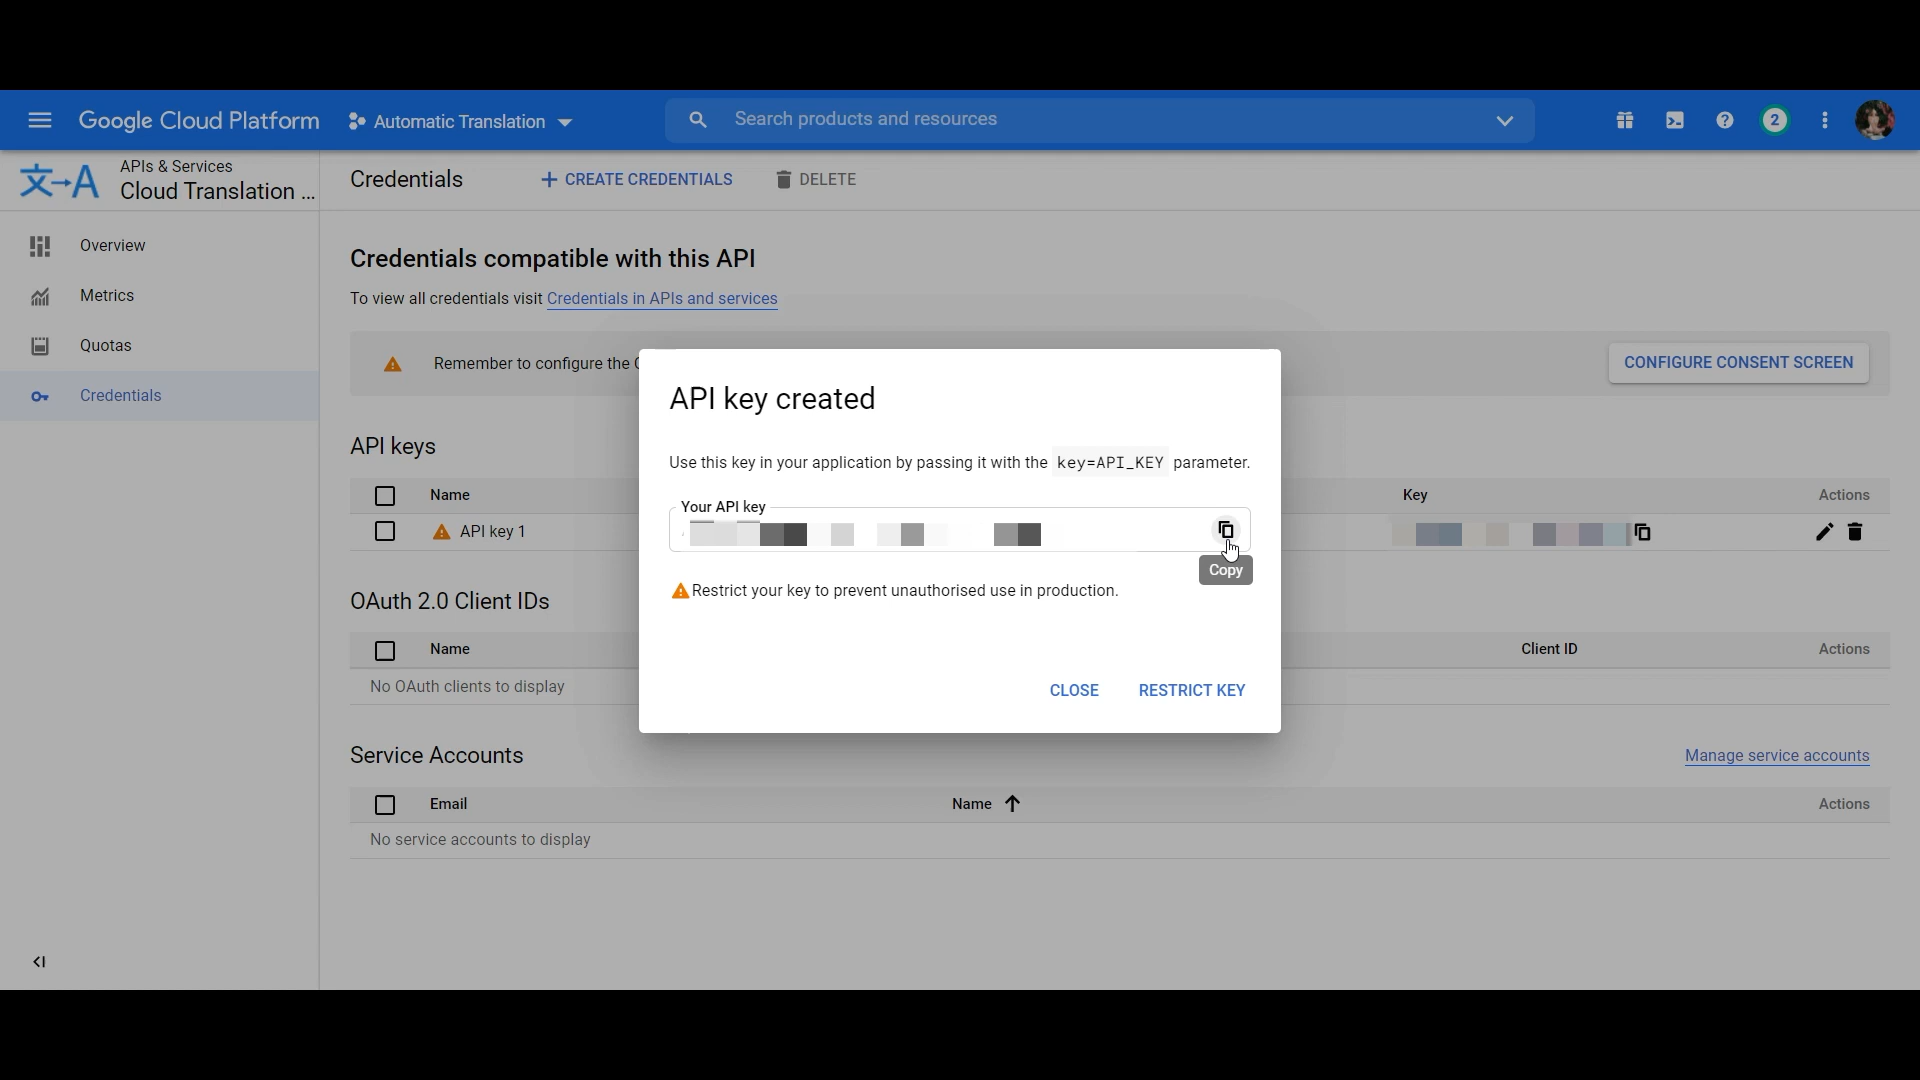 Google Cloud Platform
Automatic Translation
Search products and resources
2
文→A
APIs & Services
Cloud Translation ...
Credentials
+ CREATE CREDENTIALS
DELETE
Overview
Metrics
Quotas
Credentials
Credentials compatible with this API
To view all credentials visit Credentials in APIs and services
Remember to configure the
CONFIGURE CONSENT SCREEN
API keys
Name
Key
Actions
API key 1
OAuth 2.0 Client IDs
Name
Client ID
Actions
No OAuth clients to display
Service Accounts
Manage service accounts
Email
Name
Actions
No service accounts to display
API key created
Use this key in your application by passing it with the key=API_KEY parameter.
Your API key
Copy
Restrict your key to prevent unauthorised use in production.
CLOSE
RESTRICT KEY